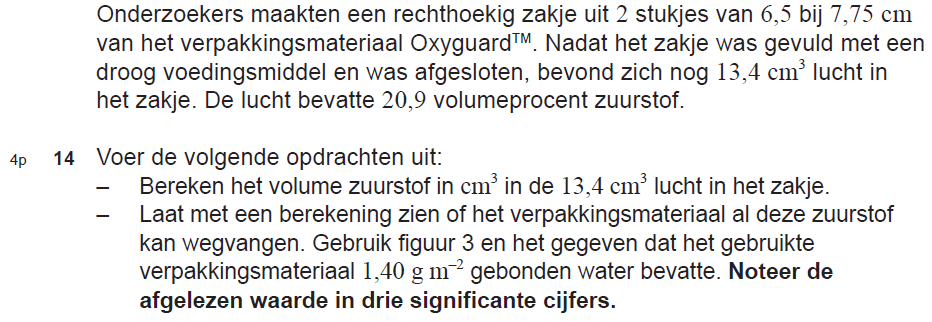 Onderzoekers maakten een rechthoekig zakje uit 2 stukjes van 6,5 bij 7,75 cm
van het verpakkingsmateriaal Oxyguard™. Nadat het zakje was gevuld met een
droog voedingsmiddel en was afgesloten, bevond zich nog 13,4 cm³ lucht in
het zakje. De lucht bevatte 20,9 volumeprocent zuurstof.
4p 14 Voer de volgende opdrachten uit:
– Bereken het volume zuurstof in cm³ in de 13,4 cm³ lucht in het zakje.
– Laat met een berekening zien of het verpakkingsmateriaal al deze zuurstof
kan wegvangen. Gebruik figuur 3 en het gegeven dat het gebruikte
verpakkingsmateriaal 1,40 g m⁻² gebonden water bevatte. Noteer de
afgelezen waarde in drie significante cijfers.